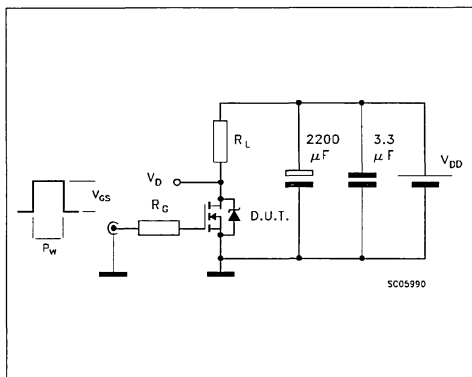 2200 μF
3.3 μF
R_L
V_DD
V_D
V_GS
R_G
D.U.T.
P_W
SC05990